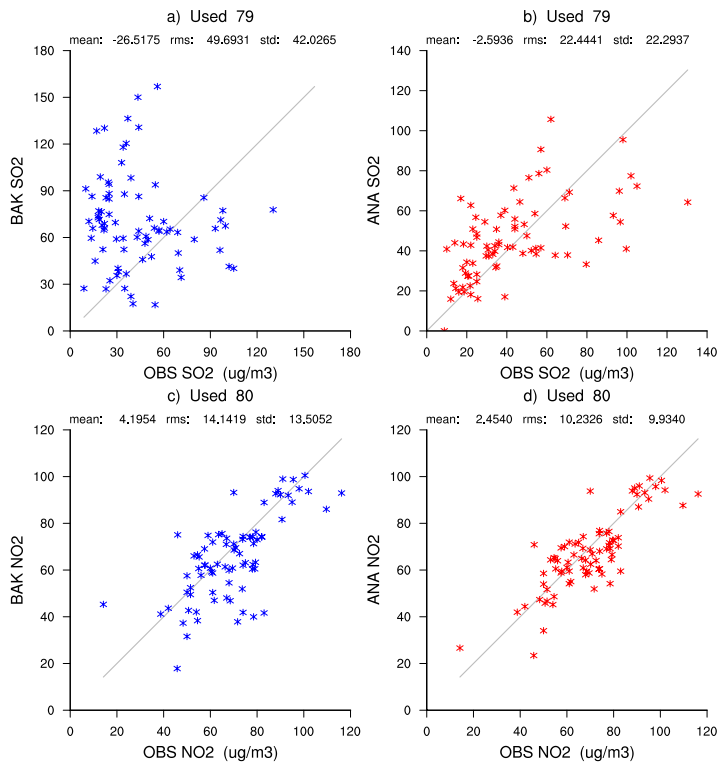 a) Used 79
mean: -26.5175 rms: 49.6931 std: 42.0265
180
150
120
90
60
30
0
BAK SO2
0 30 60 90 120 150 180
OBS SO2 (ug/m3)
b) Used 79
mean: -2.5936 rms: 22.4441 std: 22.2937
140
120
100
80
60
40
20
0
ANA SO2
0 20 40 60 80 100 120 140
OBS SO2 (ug/m3)
c) Used 80
mean: 4.1954 rms: 14.1419 std: 13.5052
120
100
80
60
40
20
0
BAK NO2
0 20 40 60 80 100 120
OBS NO2 (ug/m3)
d) Used 80
mean: 2.4540 rms: 10.2326 std: 9.9340
120
100
80
60
40
20
0
ANA NO2
0 20 40 60 80 100 120
OBS NO2 (ug/m3)